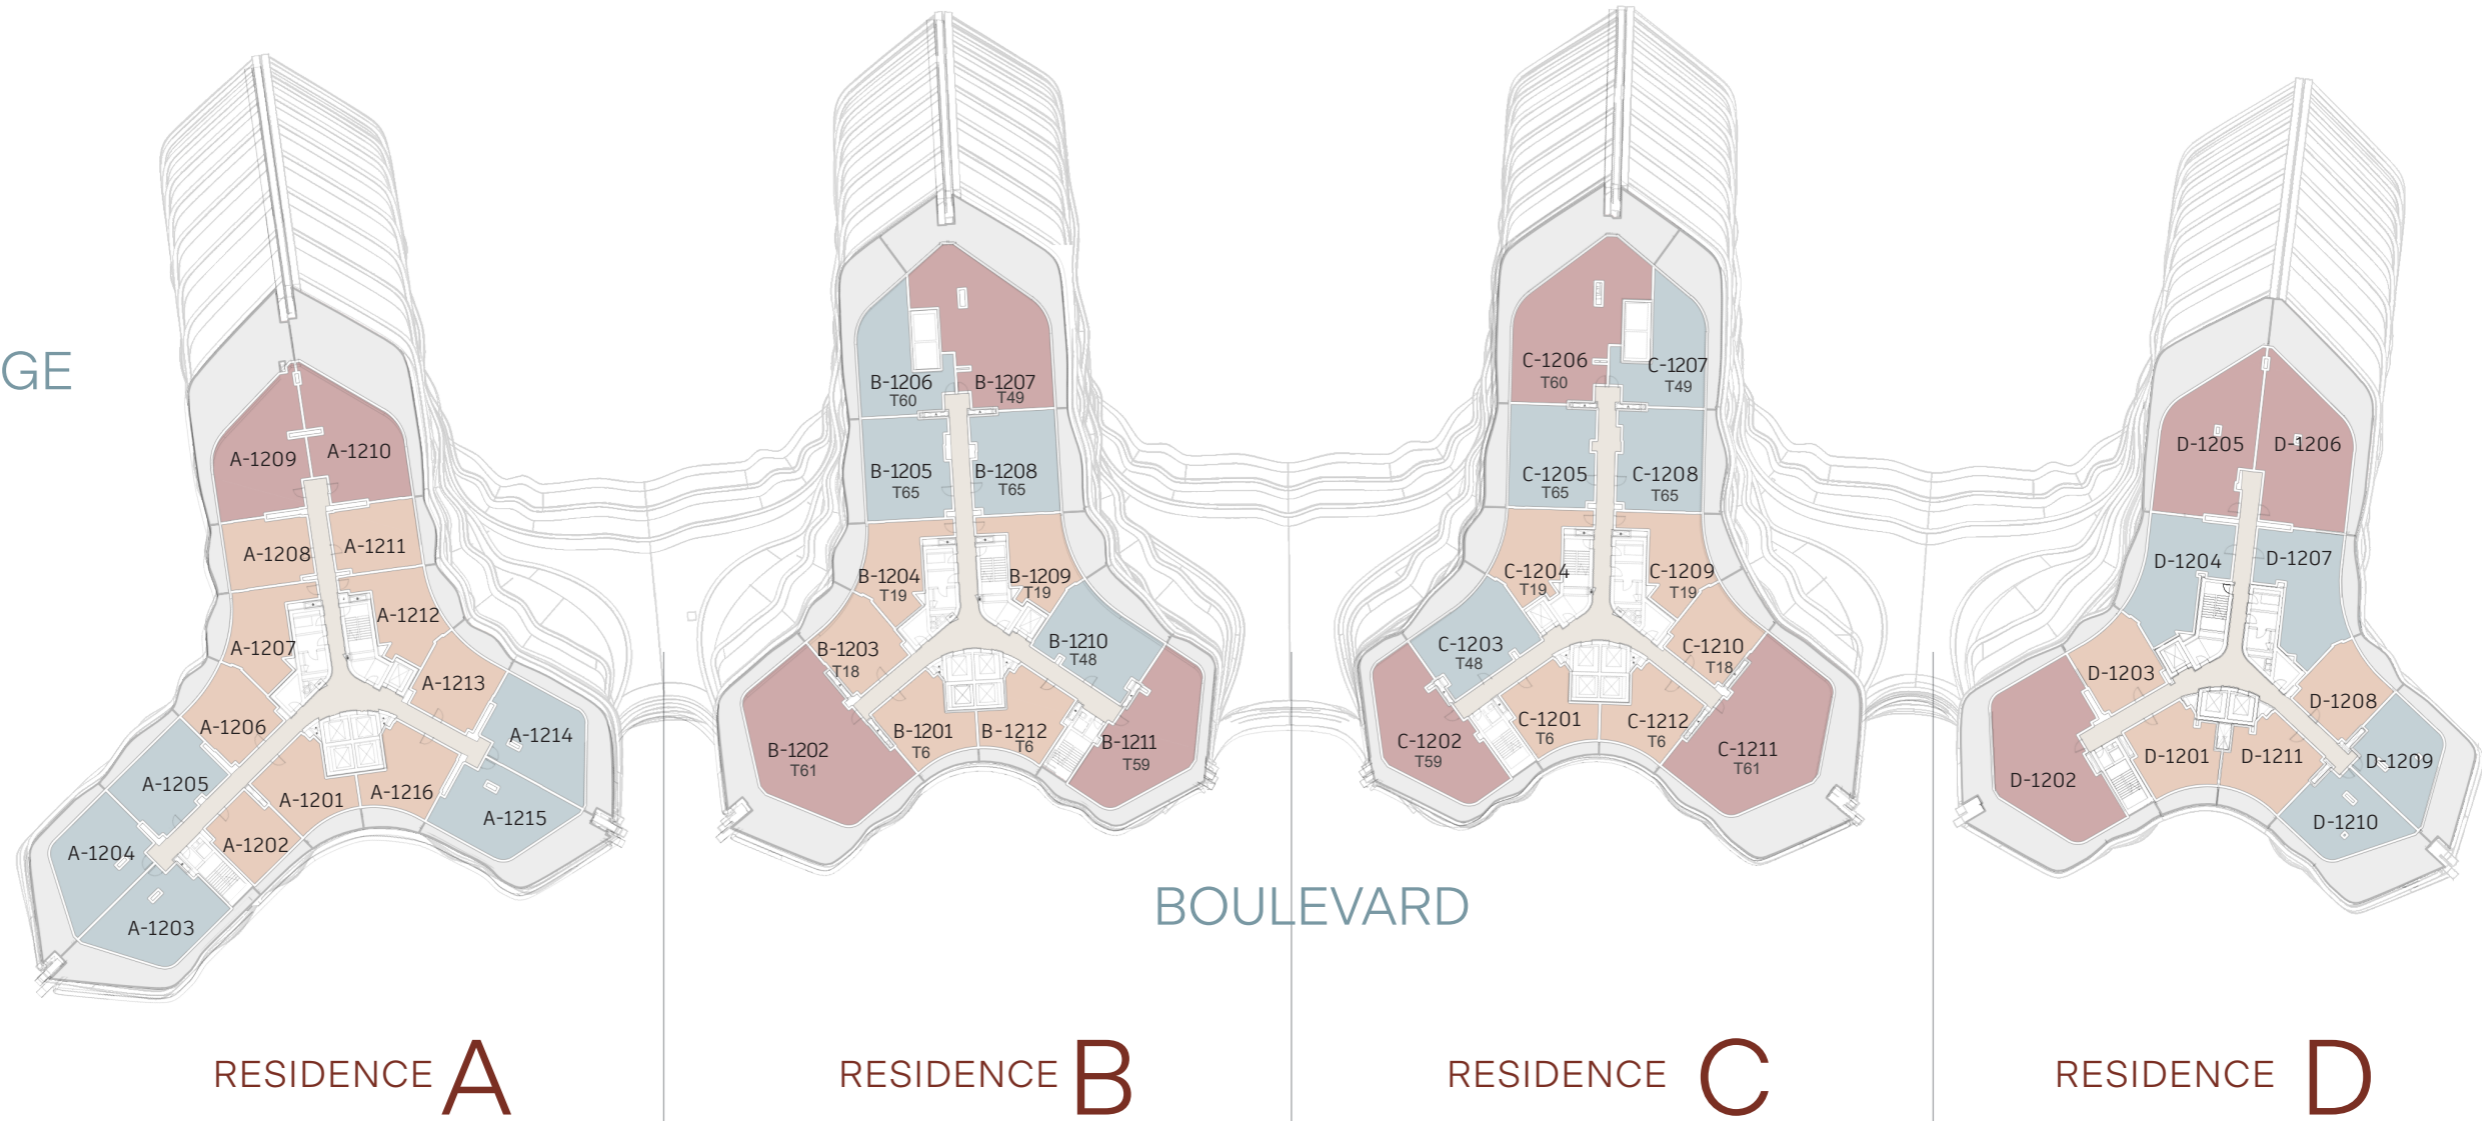 GE
A-1209
A-1210
A-1208
A-1211
A-1207
A-1212
A-1206
A-1213
A-1205
A-1214
A-1201
A-1216
A-1215
A-1204
A-1202
A-1203
B-1206
T60
B-1207
T49
B-1205
T65
B-1208
T65
B-1204
T19
B-1209
T19
B-1203
T18
B-1210
T48
B-1202
T61
B-1201
T6
B-1212
T6
B-1211
T59
C-1206
T60
C-1207
T49
C-1205
T65
C-1208
T65
C-1204
T19
C-1209
T19
C-1203
T48
C-1210
T18
C-1202
T59
C-1201
T6
C-1212
T6
C-1211
T61
D-1205
D-1206
D-1204
D-1207
D-1203
D-1208
D-1202
D-1201
D-1211
D-1209
D-1210
BOULEVARD
RESIDENCE A
RESIDENCE B
RESIDENCE C
RESIDENCE D